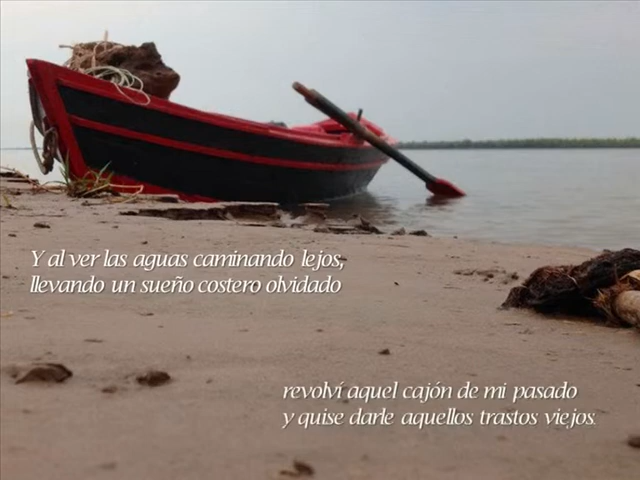 Y al ver las aguas caminando lejos,
llevando un sueño costero olvidado
revolví aquel cajón de mi pasado
y quise darle aquellos trastos viejos